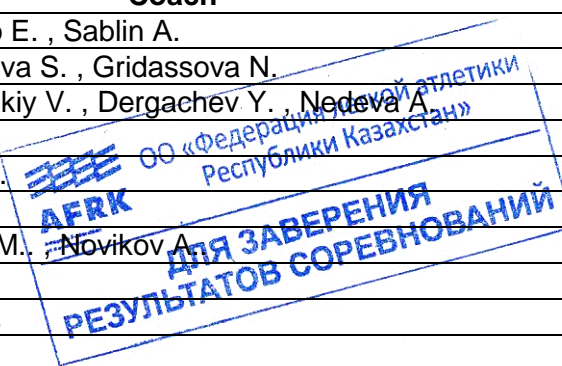 Coach
E. , Sablin A.
va S. , Gridassova N.
kiy V. , Dergachev Y. , Nedeva A.
M.. , Novikov A.
ОО «Федерация легкой атлетики
Республики Казахстан»
AFRK
ДЛЯ ЗАВЕРЕНИЯ
РЕЗУЛЬТАТОВ СОРЕВНОВАНИЙ